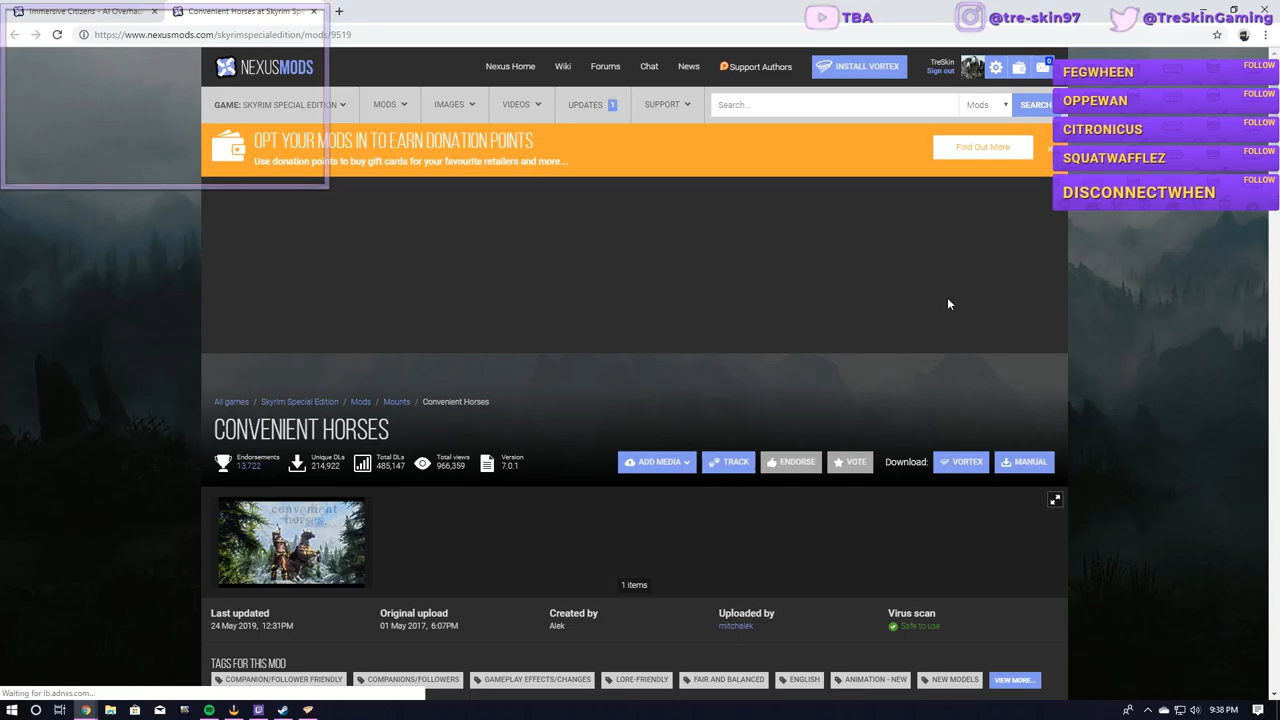 Immersive Citizens - AI Overhau
Convenient Horses at Skyrim Spe
TBA
@tre-skin97
@TreSkinGaming
https://www.nexusmods.com/skyrimspecialedition/mods/9519
NEXUSMODS
Nexus Home
Wiki
Forums
Chat
News
Support Authors
INSTALL VORTEX
TreSkin
Sign out
0
GAME: SKYRIM SPECIAL EDITION
MODS
IMAGES
VIDEOS
UPDATES 1
SUPPORT
Search...
Mods
SEARCH
FEGWHEEN FOLLOW
OPPEWAN FOLLOW
CITRONICUS FOLLOW
SQUATWAFFLEZ FOLLOW
DISCONNECTWHEN FOLLOW
OPT YOUR MODS IN TO EARN DONATION POINTS
Use donation points to buy gift cards for your favourite retailers and more...
Find Out More
All games / Skyrim Special Edition / Mods / Mounts / Convenient Horses
CONVENIENT HORSES
Endorsements
13,722
Unique DLs
214,922
Total DLs
485,147
Total views
966,359
Version
7.0.1
ADD MEDIA
TRACK
ENDORSE
VOTE
Download:
VORTEX
MANUAL
convenient
horses
1 items
Last updated
24 May 2019, 12:31PM
Original upload
01 May 2017, 6:07PM
Created by
Alek
Uploaded by
mitchalek
Virus scan
Safe to use
TAGS FOR THIS MOD
COMPANION/FOLLOWER FRIENDLY
COMPANIONS/FOLLOWERS
GAMEPLAY EFFECTS/CHANGES
LORE-FRIENDLY
FAIR AND BALANCED
ENGLISH
ANIMATION - NEW
NEW MODELS
VIEW MORE...
Waiting for ib.adnxs.com...
9:38 PM